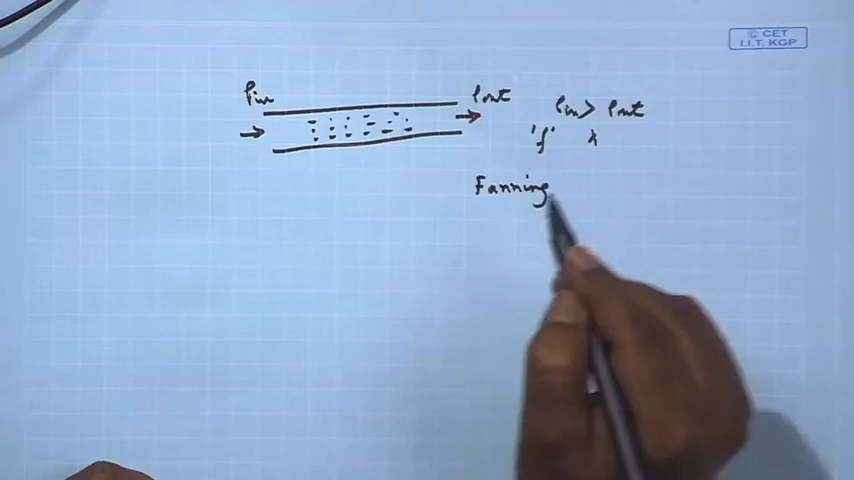 © CET
I.I.T. KGP
Pin Pout Pin > Pout
'f' λ
Fanning